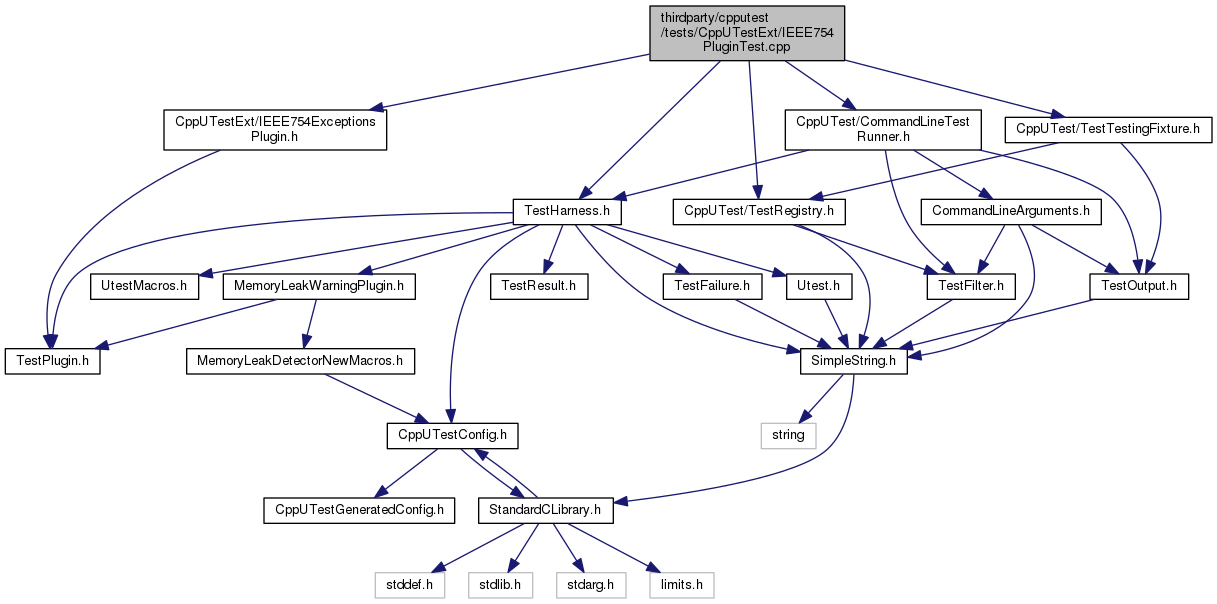 thirdparty/cpputest
/tests/CppUTestExt/IEEE754
PluginTest.cpp
CppUTestExt/IEEE754Exceptions
Plugin.h
CppUTest/CommandLineTest
Runner.h
CppUTest/TestTestingFixture.h
TestHarness.h
CppUTest/TestRegistry.h
CommandLineArguments.h
UtestMacros.h
MemoryLeakWarningPlugin.h
TestResult.h
TestFailure.h
Utest.h
TestFilter.h
TestOutput.h
TestPlugin.h
MemoryLeakDetectorNewMacros.h
SimpleString.h
CppUTestConfig.h
string
CppUTestGeneratedConfig.h
StandardCLibrary.h
stddef.h
stdlib.h
stdarg.h
limits.h